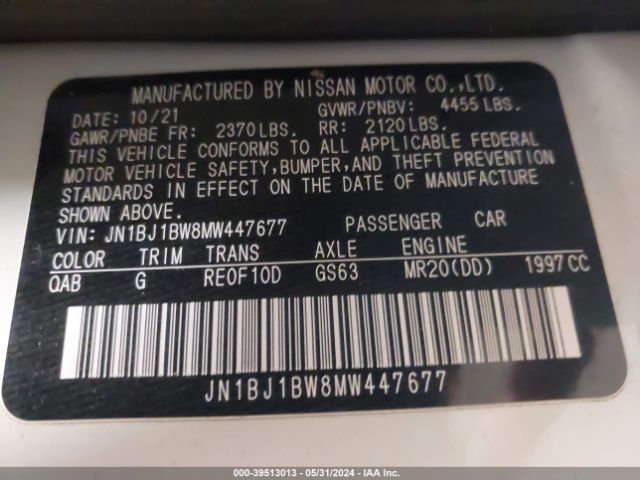 MANUFACTURED BY NISSAN MOTOR CO.,LTD.
DATE: 10/21 GVWR/PNBV: 4455 LBS.
GAWR/PNBE FR: 2370LBS. RR: 2120LBS.
THIS VEHICLE CONFORMS TO ALL APPLICABLE FEDERAL
MOTOR VEHICLE SAFETY,BUMPER,AND THEFT PREVENTION
STANDARDS IN EFFECT ON THE DATE OF MANUFACTURE
SHOWN ABOVE.
VIN: JN1BJ1BW8MW447677 PASSENGER CAR
COLOR TRIM TRANS AXLE ENGINE
QAB G RE0F10D GS63 MR20(DD) 1997CC
JN1BJ1BW8MW447677
000-39513013 - 05/31/2024 - IAAI.COM